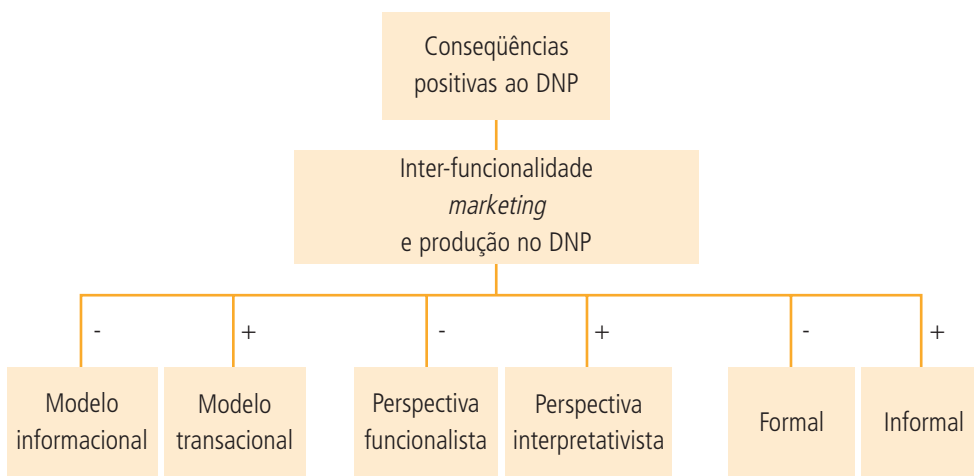 Conseqüências
positivas ao DNP
Inter-funcionalidade
marketing
e produção no DNP
-
+
-
+
-
+
Modelo
informacional
Modelo
transacional
Perspectiva
funcionalista
Perspectiva
interpretativista
Formal
Informal